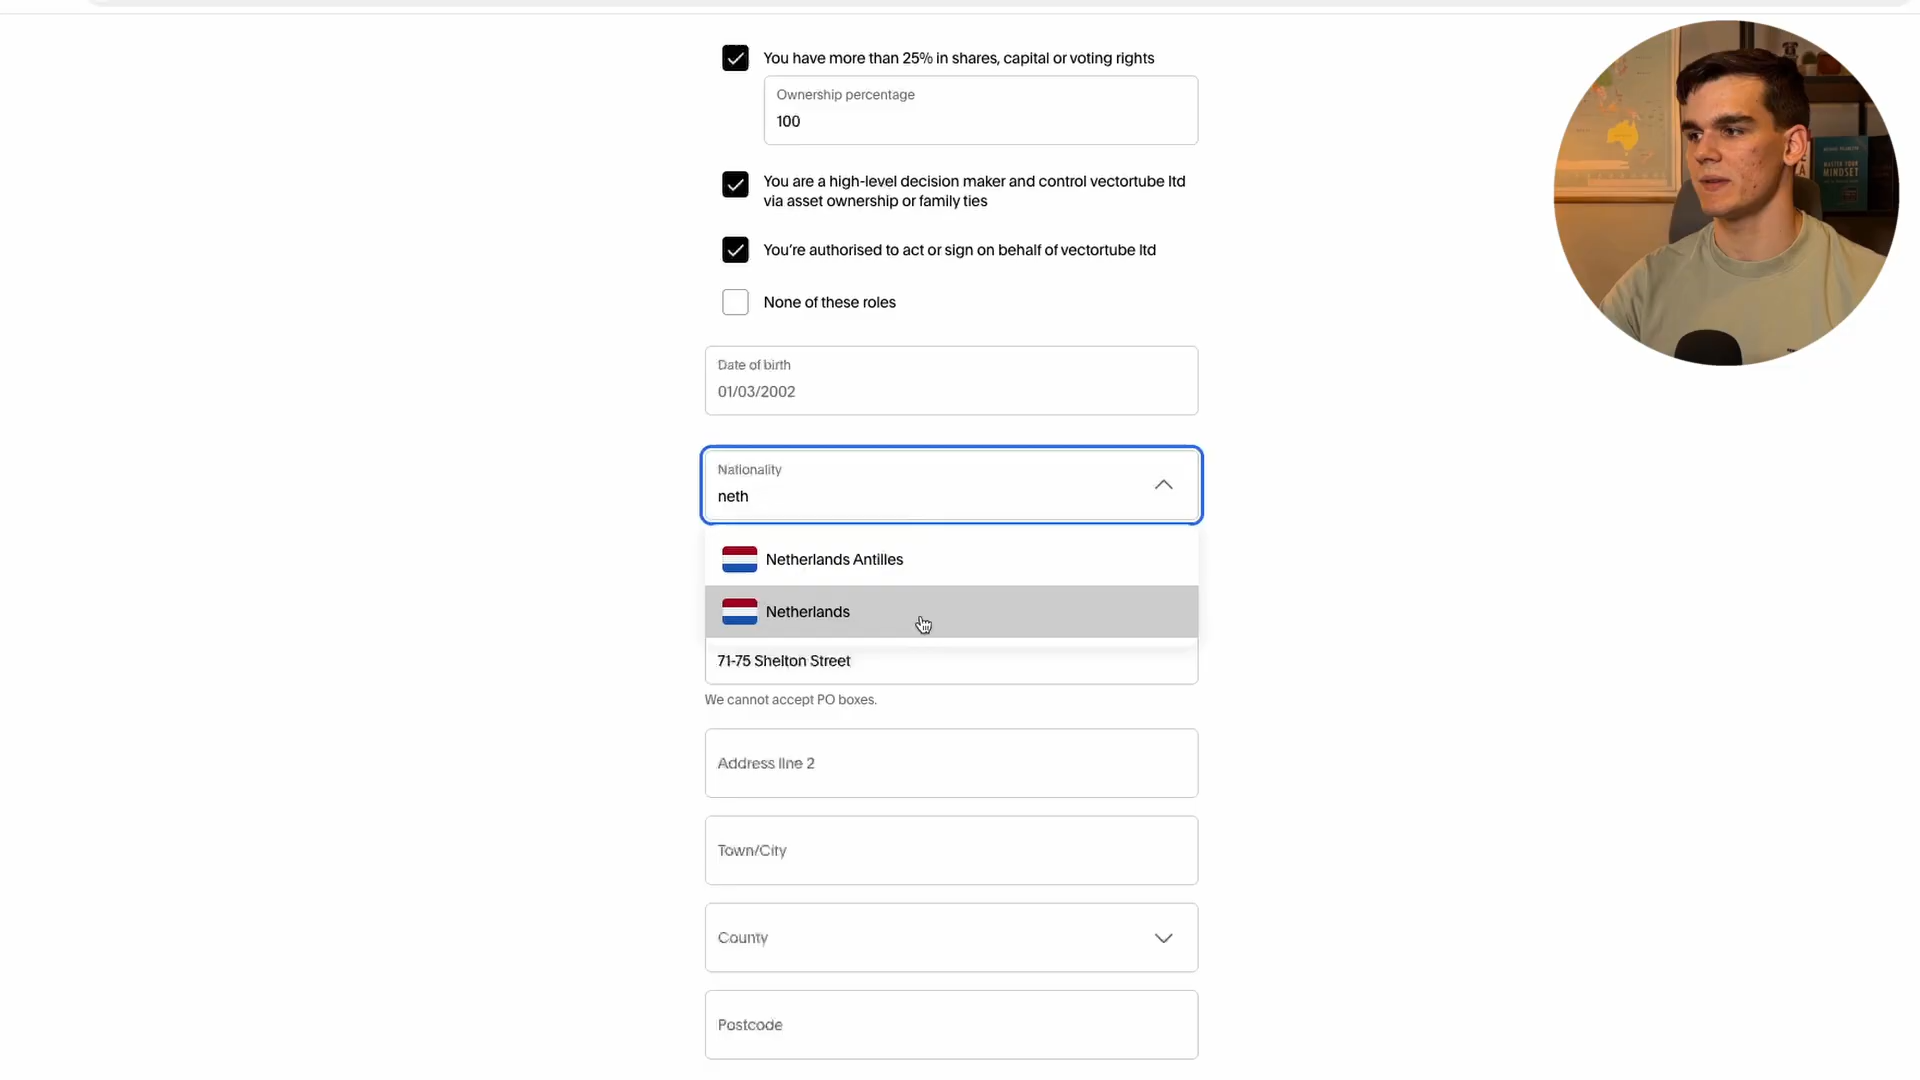 You have more than 25% in shares, capital or voting rights
Ownership percentage
100
You are a high-level decision maker and control vectortube ltd
via asset ownership or family ties
You're authorised to act or sign on behalf of vectortube ltd
None of these roles
Date of birth
01/03/2002
Nationality
neth
Netherlands Antilles
Netherlands
71-75 Shelton Street
We cannot accept PO boxes.
Address line 2
Town/City
County
Postcode
MASTER YOUR
MINDSET